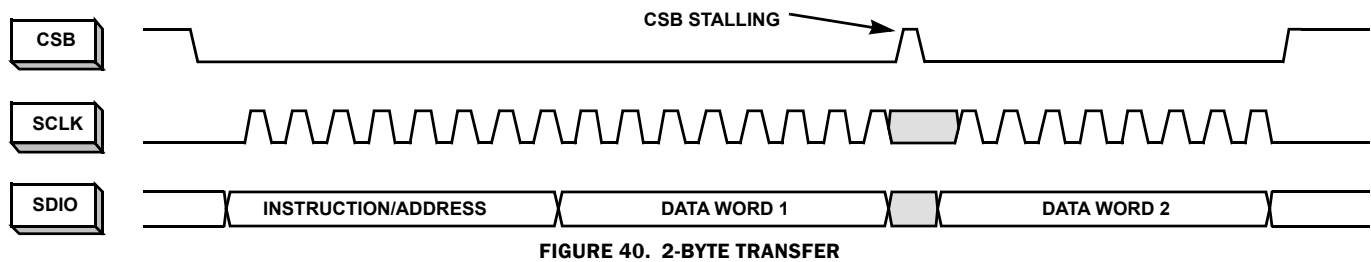 CSB STALLING
CSB
SCLK
SDIO
INSTRUCTION/ADDRESS
DATA WORD 1
DATA WORD 2
FIGURE 40. 2-BYTE TRANSFER